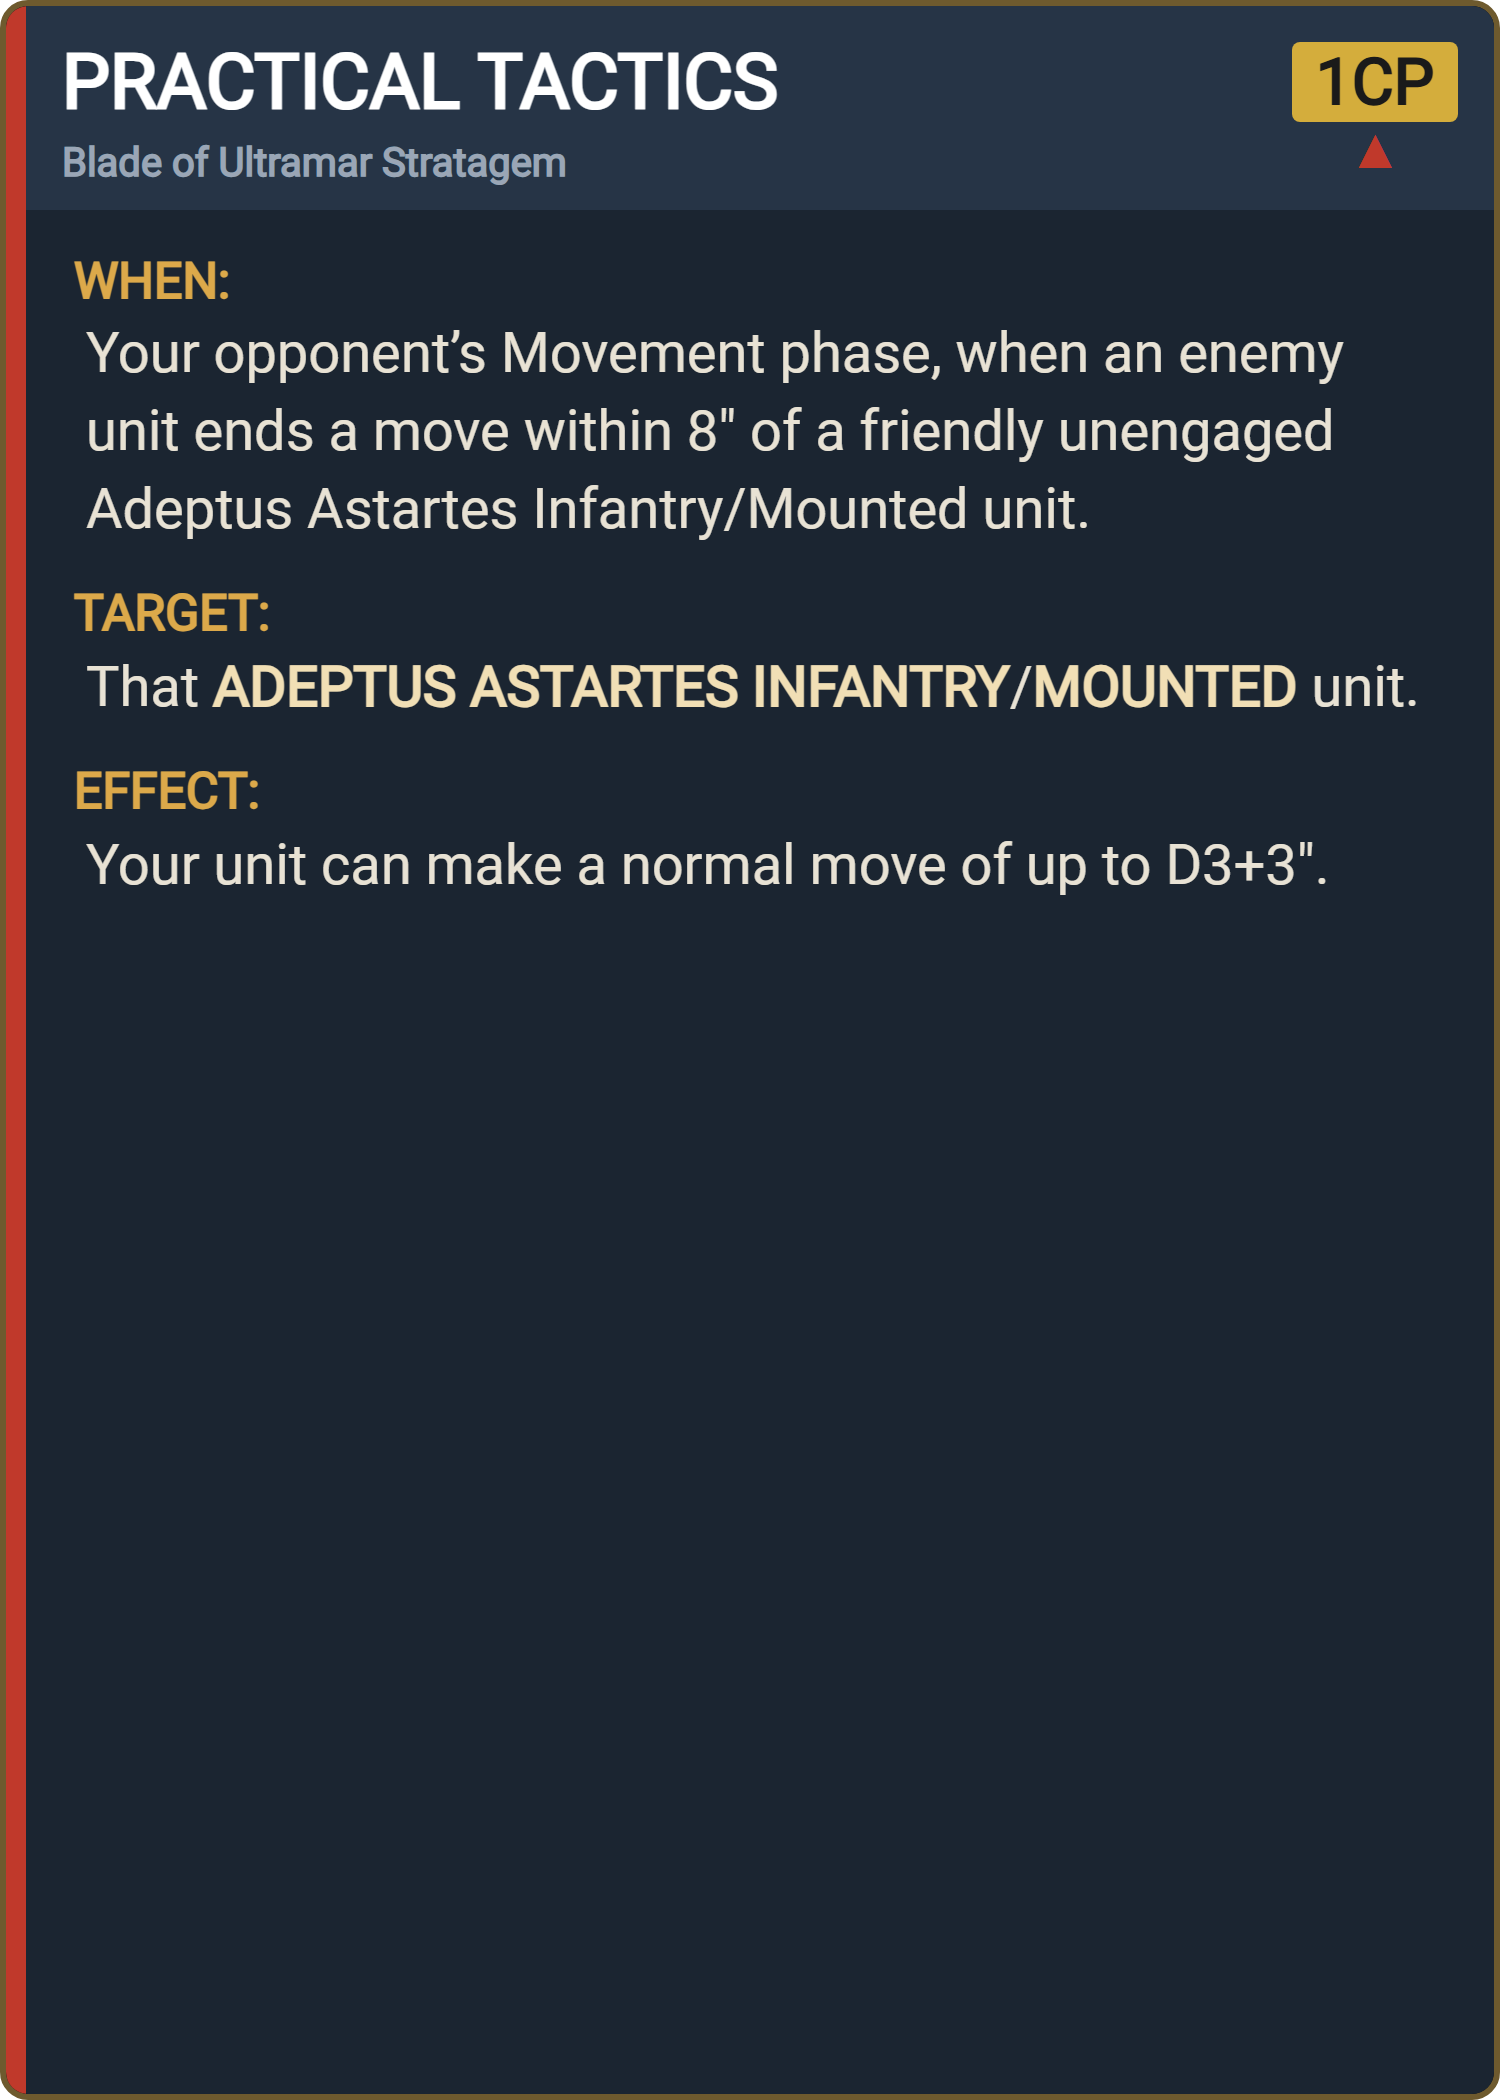 PRACTICAL TACTICS
1CP
Blade of Ultramar Stratagem
WHEN:
Your opponent’s Movement phase, when an enemy
unit ends a move within 8" of a friendly unengaged
Adeptus Astartes Infantry/Mounted unit.
TARGET:
That ADEPTUS ASTARTES INFANTRY/MOUNTED unit.
EFFECT:
Your unit can make a normal move of up to D3+3".